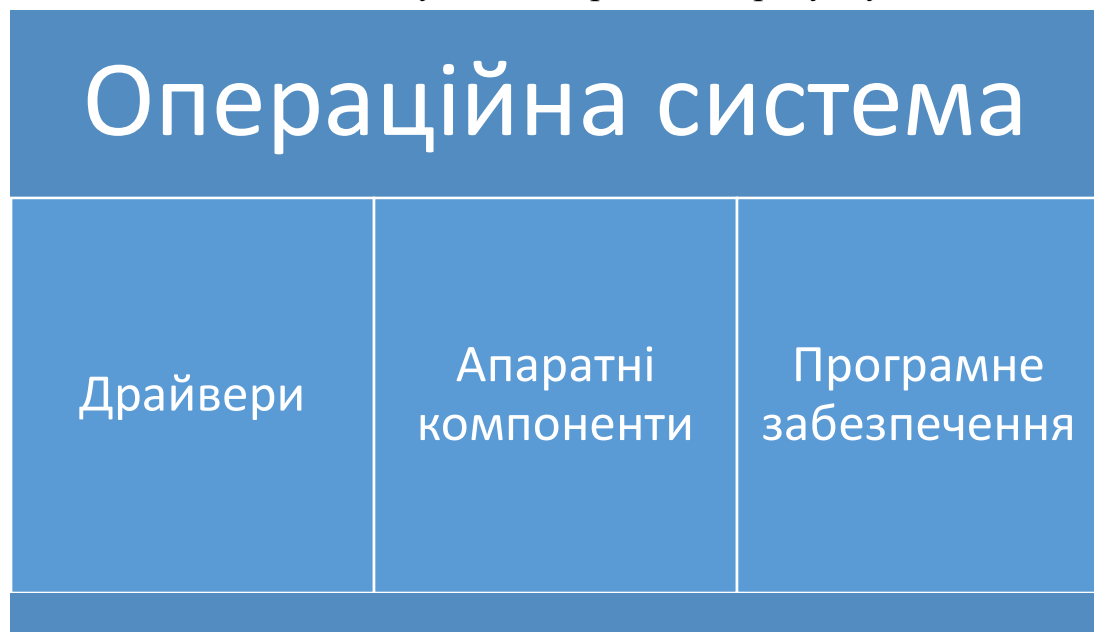 Операційна система
Драйвери
Апаратні
компоненти
Програмне
забезпечення